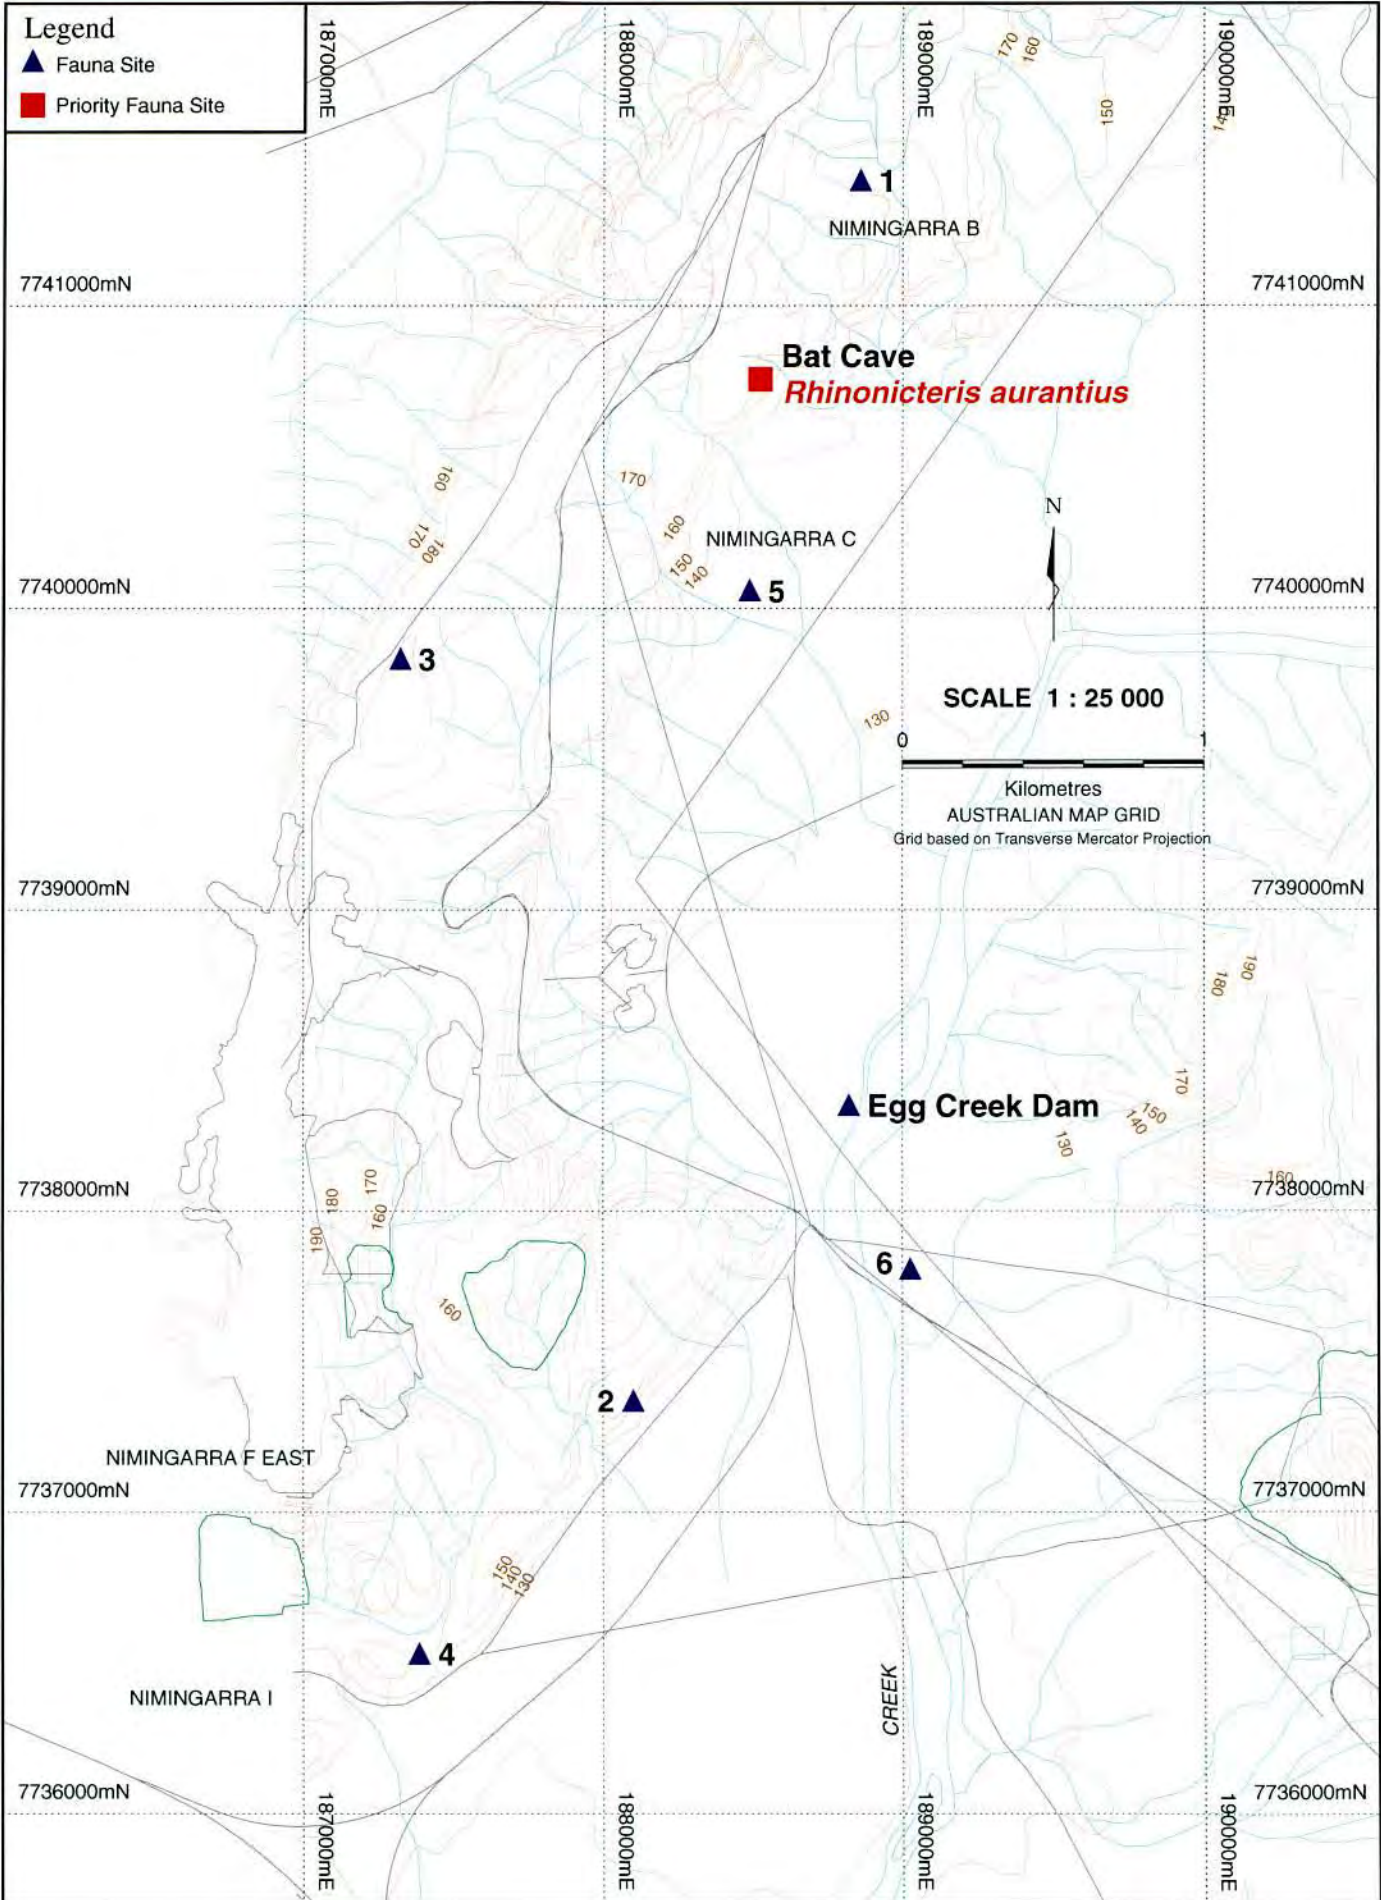 Legend
Fauna Site
Priority Fauna Site
187000mE
188000mE
189000mE
190000mE
170
160
150
1
NIMINGARRA B
7741000mN
7741000mN
Bat Cave
Rhinonicteris aurantius
160
170
180
170
160
150
140
NIMINGARRA C
N
7740000mN
5
7740000mN
3
SCALE 1 : 25 000
130
0
1
Kilometres
AUSTRALIAN MAP GRID
Grid based on Transverse Mercator Projection
7739000mN
7739000mN
190
180
170
150
140
130
Egg Creek Dam
160
7738000mN
7738000mN
180
170
160
190
6
160
2
NIMINGARRA F EAST
7737000mN
7737000mN
150
140
130
4
NIMINGARRA I
CREEK
7736000mN
7736000mN
187000mE
188000mE
189000mE
190000mE